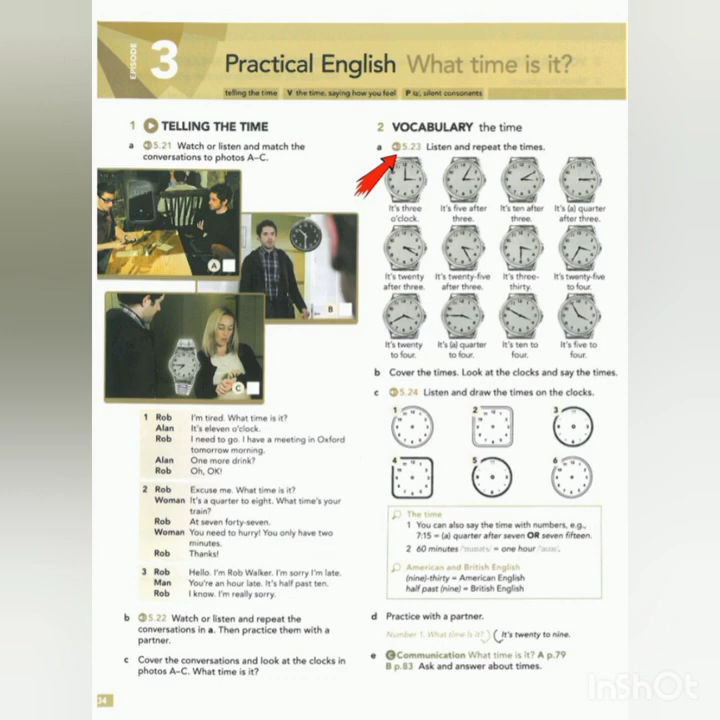 EPISODE
3
Practical English What time is it?
telling the time V the time, saying how you feel P /ʊ/, silent consonants
1 TELLING THE TIME
a 5.21 Watch or listen and match the
conversations to photos A–C.
A
B
C
1 Rob I'm tired. What time is it?
Alan It's eleven o'clock.
Rob I need to go. I have a meeting in Oxford
tomorrow morning.
Alan One more drink?
Rob Oh, OK!
2 Rob Excuse me. What time is it?
Woman It's a quarter to eight. What time's your
train?
Rob At seven forty-seven.
Woman You need to hurry! You only have two
minutes.
Rob Thanks!
3 Rob Hello. I'm Rob Walker. I'm sorry I'm late.
Man You're an hour late. It's half past ten.
Rob I know. I'm really sorry.
b 5.22 Watch or listen and repeat the
conversations in a. Then practice them with a
partner.
c Cover the conversations and look at the clocks in
photos A–C. What time is it?
34
2 VOCABULARY the time
a 5.23 Listen and repeat the times.
It's three o'clock.
It's five after three.
It's ten after three.
It's (a) quarter after three.
It's twenty after three.
It's twenty-five after three.
It's three-thirty.
It's twenty-five to four.
It's twenty to four.
It's (a) quarter to four.
It's ten to four.
It's five to four.
b Cover the times. Look at the clocks and say the times.
c 5.24 Listen and draw the times on the clocks.
1
2
3
4
5
6
The time
1 You can also say the time with numbers, e.g.,
7:15 = (a) quarter after seven OR seven fifteen.
2 60 minutes = one hour
American and British English
(nine)-thirty = American English
half past (nine) = British English
d Practice with a partner.
Number 1. What time is it?
It's twenty to nine.
e Communication What time is it? A p.79
B p.83 Ask and answer about times.
InShOt